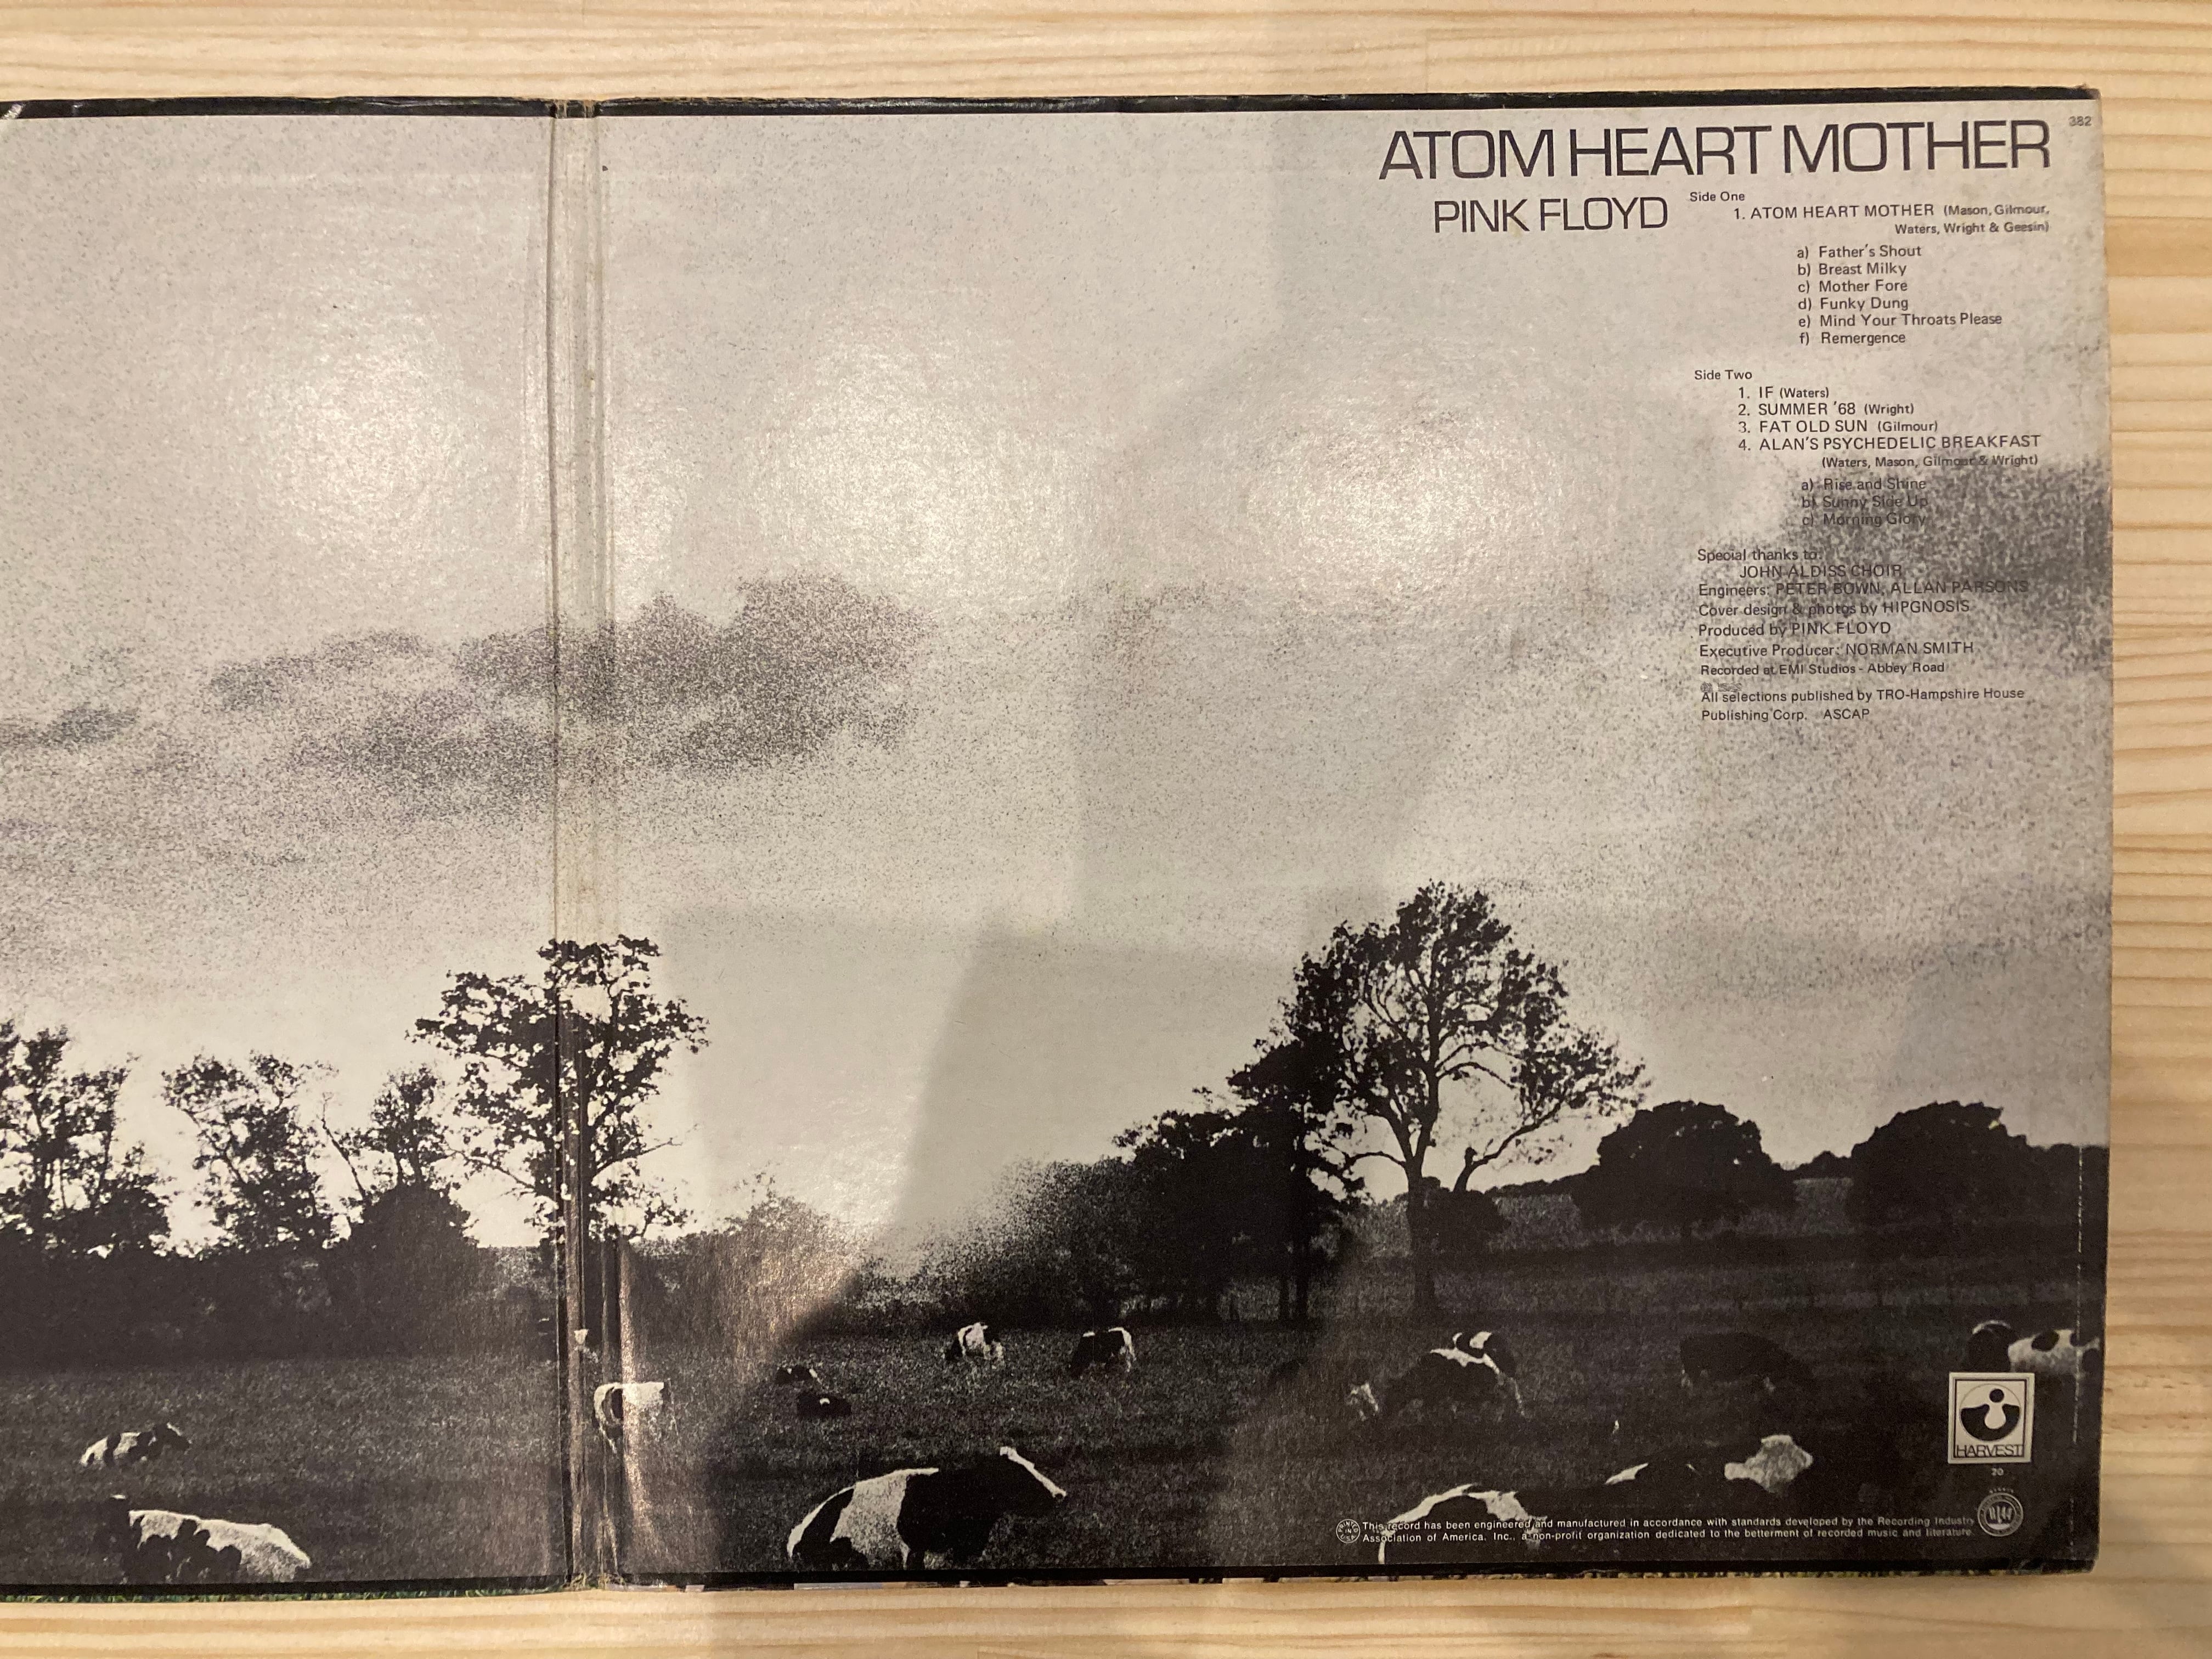 382
ATOM HEART MOTHER
PINK FLOYD
Side One
1. ATOM HEART MOTHER (Mason, Gilmour,
Waters, Wright & Geesin)
a) Father's Shout
b) Breast Milky
c) Mother Fore
d) Funky Dung
e) Mind Your Throats Please
f) Remergence
Side Two
1. IF (Waters)
2. SUMMER '68 (Wright)
3. FAT OLD SUN (Gilmour)
4. ALAN'S PSYCHEDELIC BREAKFAST
(Waters, Mason, Gilmour & Wright)
a) Rise and Shine
b) Sunny Side Up
c) Morning Glory
Special thanks to:
JOHN ALDISS CHOIR
Engineers: PETER BOWN, ALLAN PARSONS
Cover design & photos by HIPGNOSIS
Produced by PINK FLOYD
Executive Producer: NORMAN SMITH
Recorded at EMI Studios - Abbey Road
All selections published by TRO-Hampshire House
Publishing Corp. ASCAP
HARVEST
20
This record has been engineered and manufactured in accordance with standards developed by the Recording Industry
Association of America, Inc., a non-profit organization dedicated to the betterment of recorded music and literature.